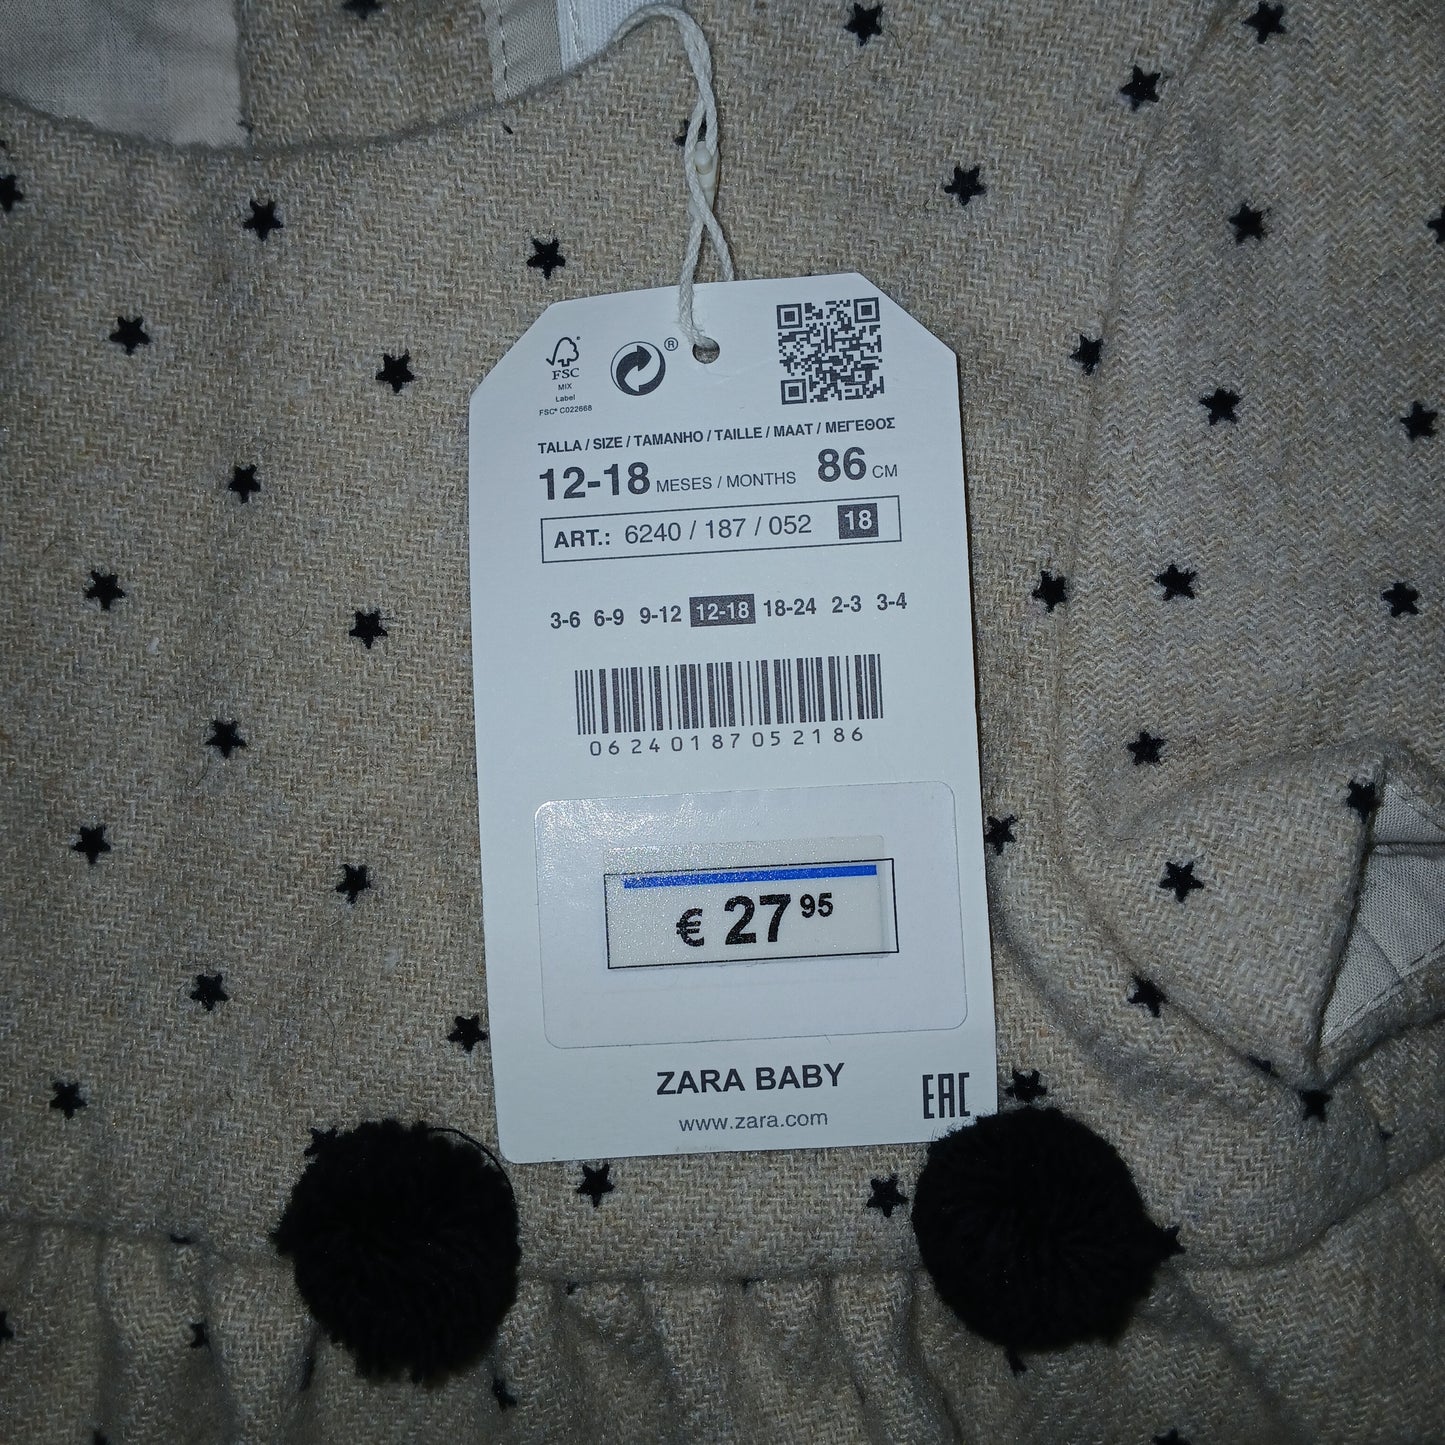 FSC
MIX
Label
FSC® C022668
®
TALLA / SIZE / TAMANHO / TAILLE / MAAT / ΜΕΓΕΘΟΣ
12-18 MESES / MONTHS 86 CM
ART.: 6240 / 187 / 052 18
3-6 6-9 9-12 12-18 18-24 2-3 3-4
06240187052186
€ 27 95
ZARA BABY
www.zara.com
EAC